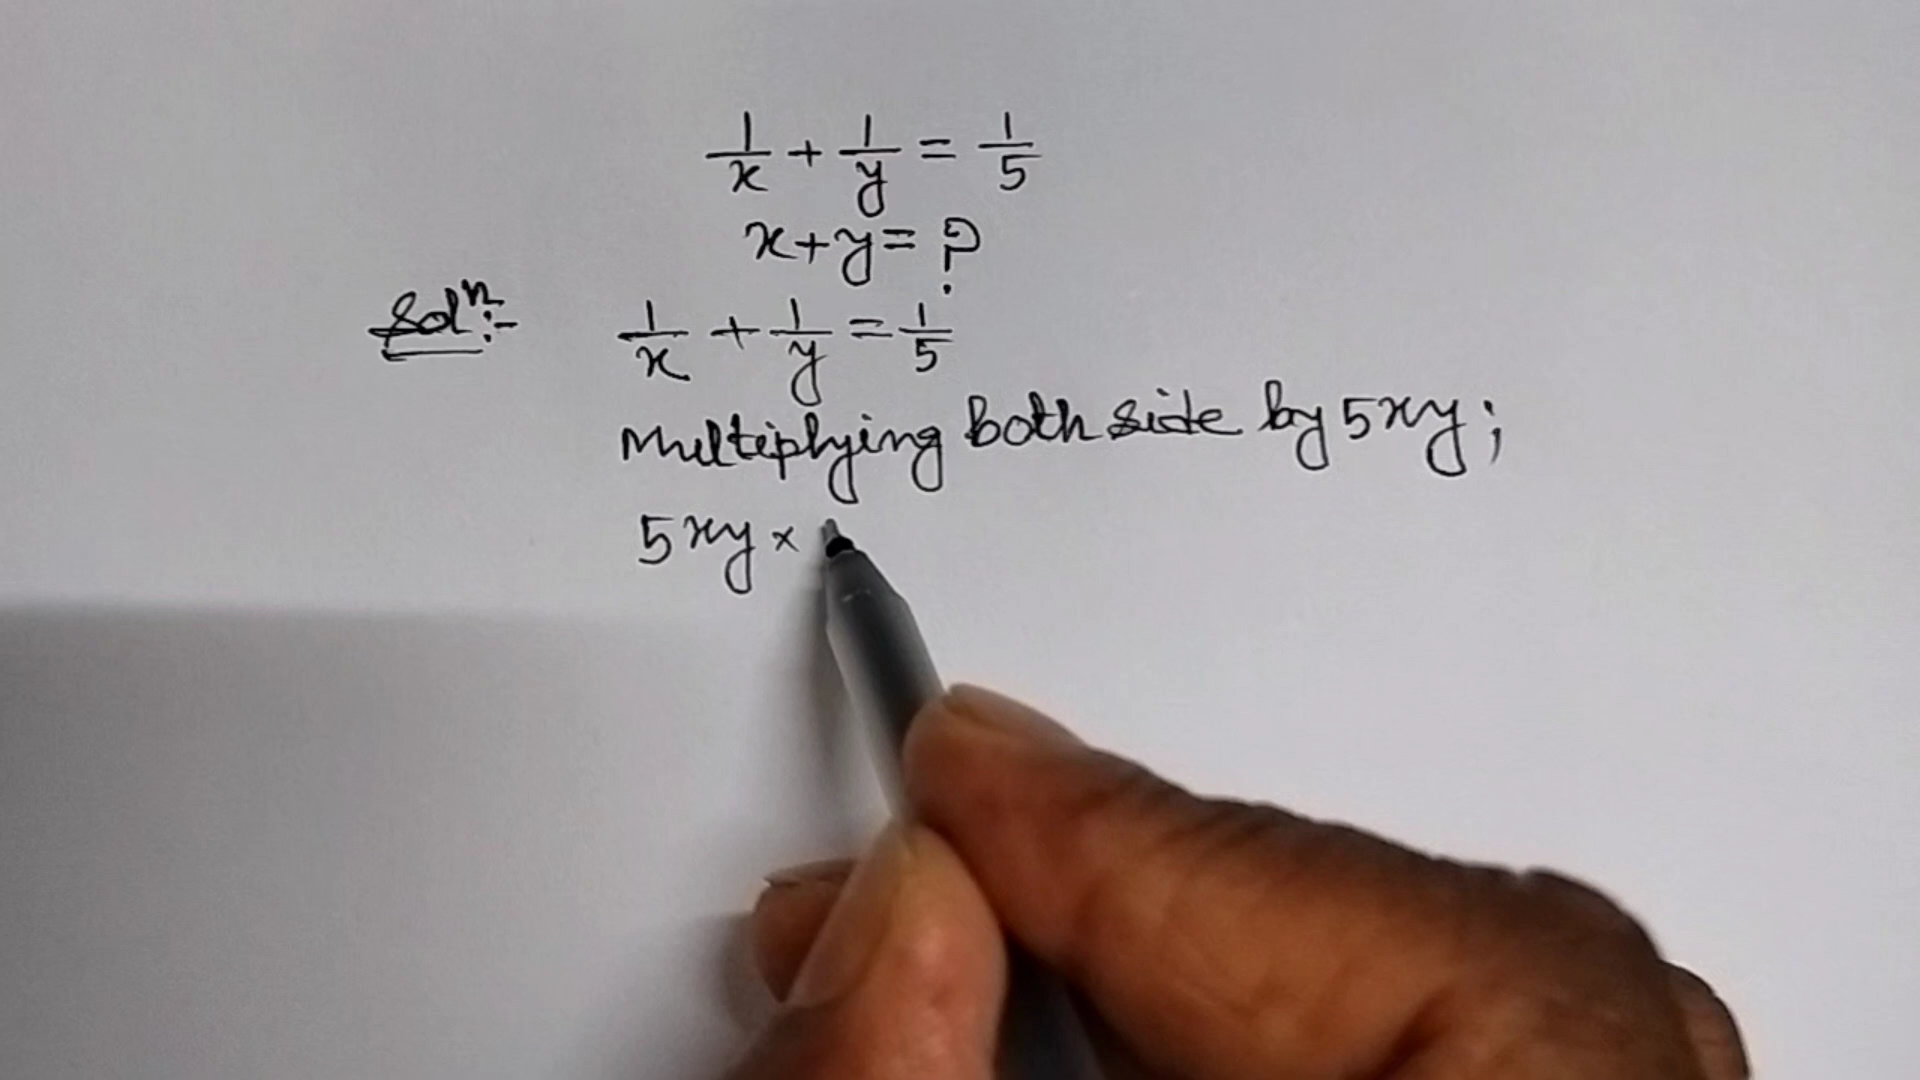 1/x + 1/y = 1/5
x+y = ?
Solⁿ:-
1/x + 1/y = 1/5
Multiplying both side by 5xy;
5xy ×